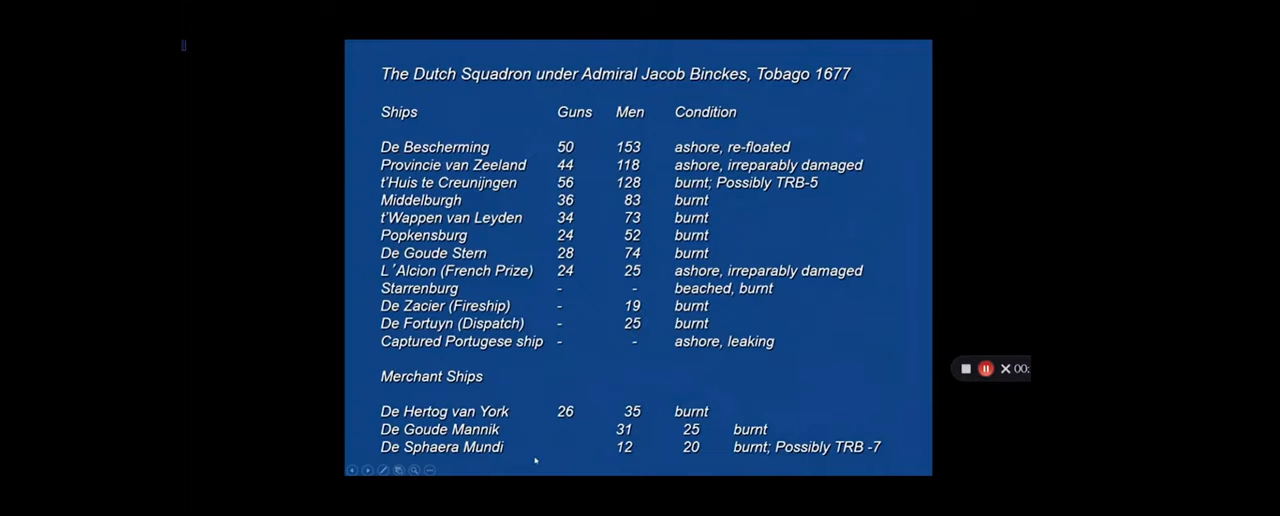 The Dutch Squadron under Admiral Jacob Binckes, Tobago 1677
Ships Guns Men Condition
De Bescherming 50 153 ashore, re-floated
Provincie van Zeeland 44 118 ashore, irreparably damaged
t'Huis te Creunijngen 56 128 burnt; Possibly TRB-5
Middelburgh 36 83 burnt
t'Wappen van Leyden 34 73 burnt
Popkensburg 24 52 burnt
De Goude Stern 28 74 burnt
L´Alcion (French Prize) 24 25 ashore, irreparably damaged
Starrenburg - - beached, burnt
De Zacier (Fireship) - 19 burnt
De Fortuyn (Dispatch) - 25 burnt
Captured Portugese ship - - ashore, leaking
Merchant Ships
De Hertog van York 26 35 burnt
De Goude Mannik 31 25 burnt
De Sphaera Mundi 12 20 burnt; Possibly TRB -7
00: